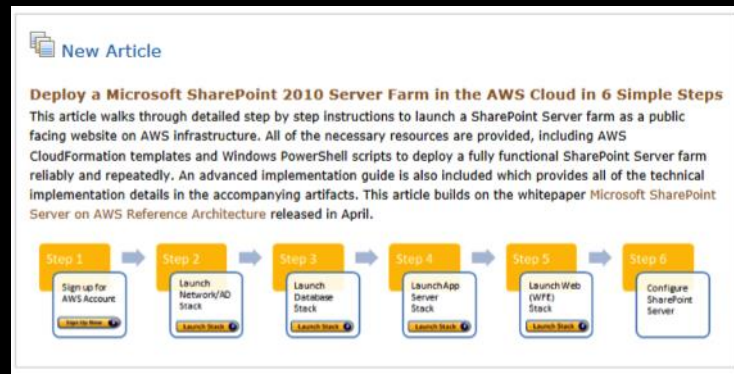 New Article
Deploy a Microsoft SharePoint 2010 Server Farm in the AWS Cloud in 6 Simple Steps
This article walks through detailed step by step instructions to launch a SharePoint Server farm as a public
facing website on AWS infrastructure. All of the necessary resources are provided, including AWS
CloudFormation templates and Windows PowerShell scripts to deploy a fully functional SharePoint Server farm
reliably and repeatedly. An advanced implementation guide is also included which provides all of the technical
implementation details in the accompanying artifacts. This article builds on the whitepaper Microsoft SharePoint
Server on AWS Reference Architecture released in April.
Step 1
Sign up for
AWS Account
Sign Up Now
Step 2
Launch
Network/AD
Stack
Launch Stack
Step 3
Launch
Database
Stack
Launch Stack
Step 4
Launch App
Server
Stack
Launch Stack
Step 5
Launch Web
(WFE)
Stack
Launch Stack
Step 6
Configure
SharePoint
Server